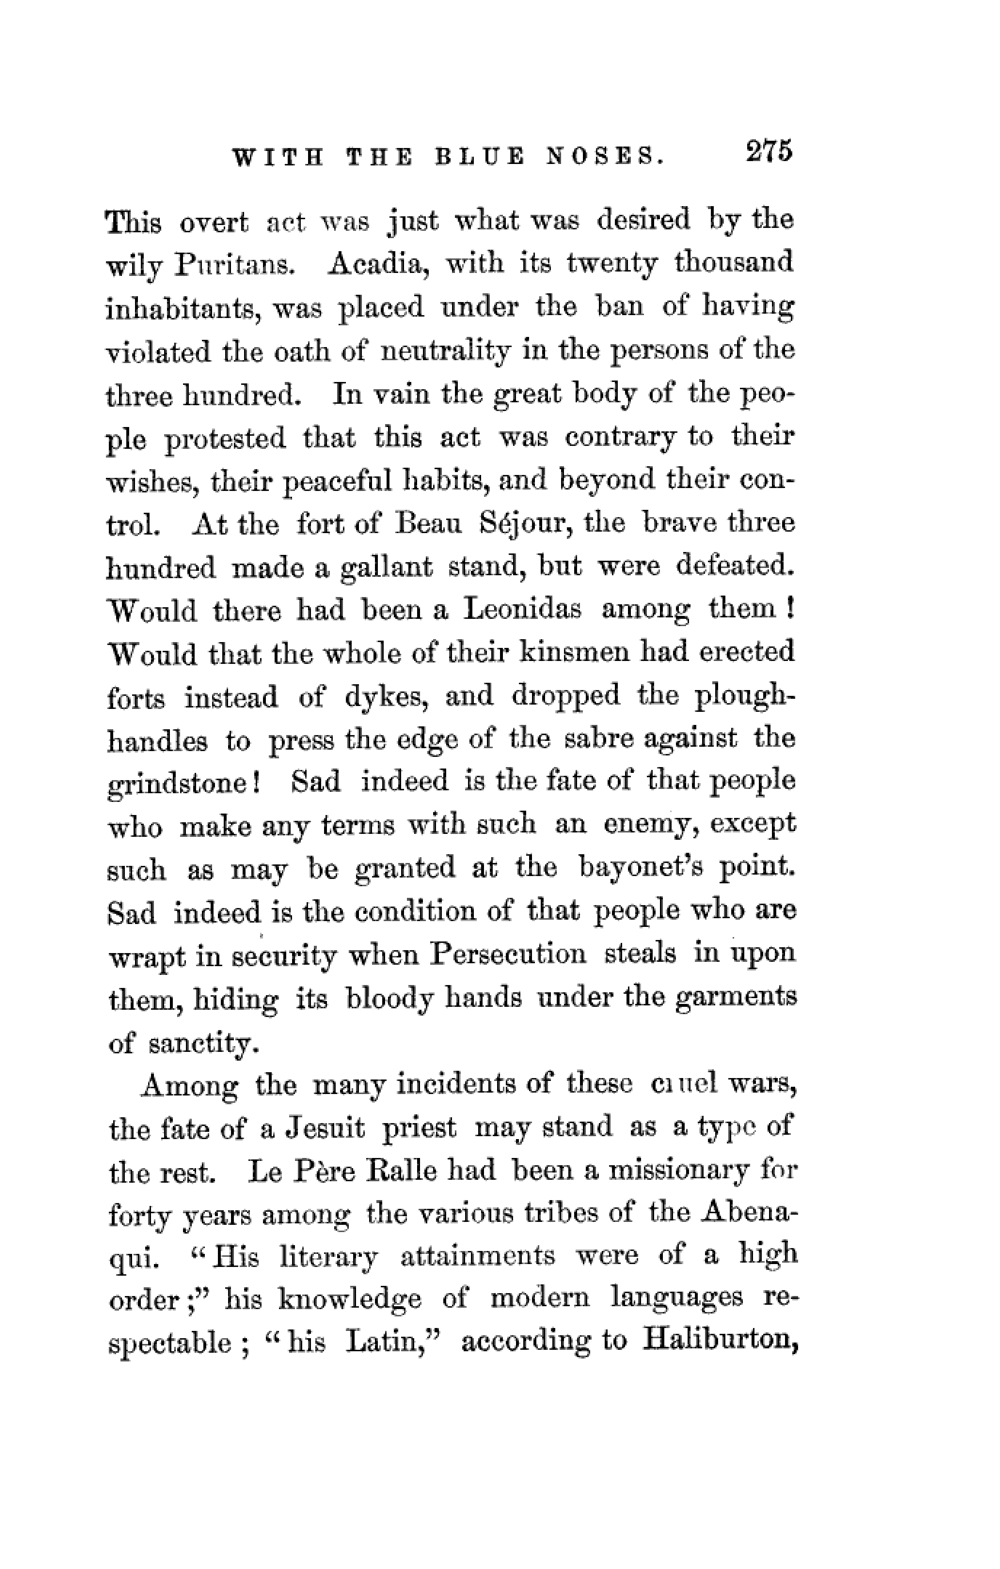 WITH THE BLUE NOSES. 275
This overt act was just what was desired by the
wily Puritans. Acadia, with its twenty thousand
inhabitants, was placed under the ban of having
violated the oath of neutrality in the persons of the
three hundred. In vain the great body of the peo-
ple protested that this act was contrary to their
wishes, their peaceful habits, and beyond their con-
trol. At the fort of Beau Séjour, the brave three
hundred made a gallant stand, but were defeated.
Would there had been a Leonidas among them !
Would that the whole of their kinsmen had erected
forts instead of dykes, and dropped the plough-
handles to press the edge of the sabre against the
grindstone! Sad indeed is the fate of that people
who make any terms with such an enemy, except
such as may be granted at the bayonet's point.
Sad indeed is the condition of that people who are
wrapt in security when Persecution steals in upon
them, hiding its bloody hands under the garments
of sanctity.
Among the many incidents of these cruel wars,
the fate of a Jesuit priest may stand as a type of
the rest. Le Père Ralle had been a missionary for
forty years among the various tribes of the Abena-
qui. “His literary attainments were of a high
order ;” his knowledge of modern languages re-
spectable ; “his Latin,” according to Haliburton,